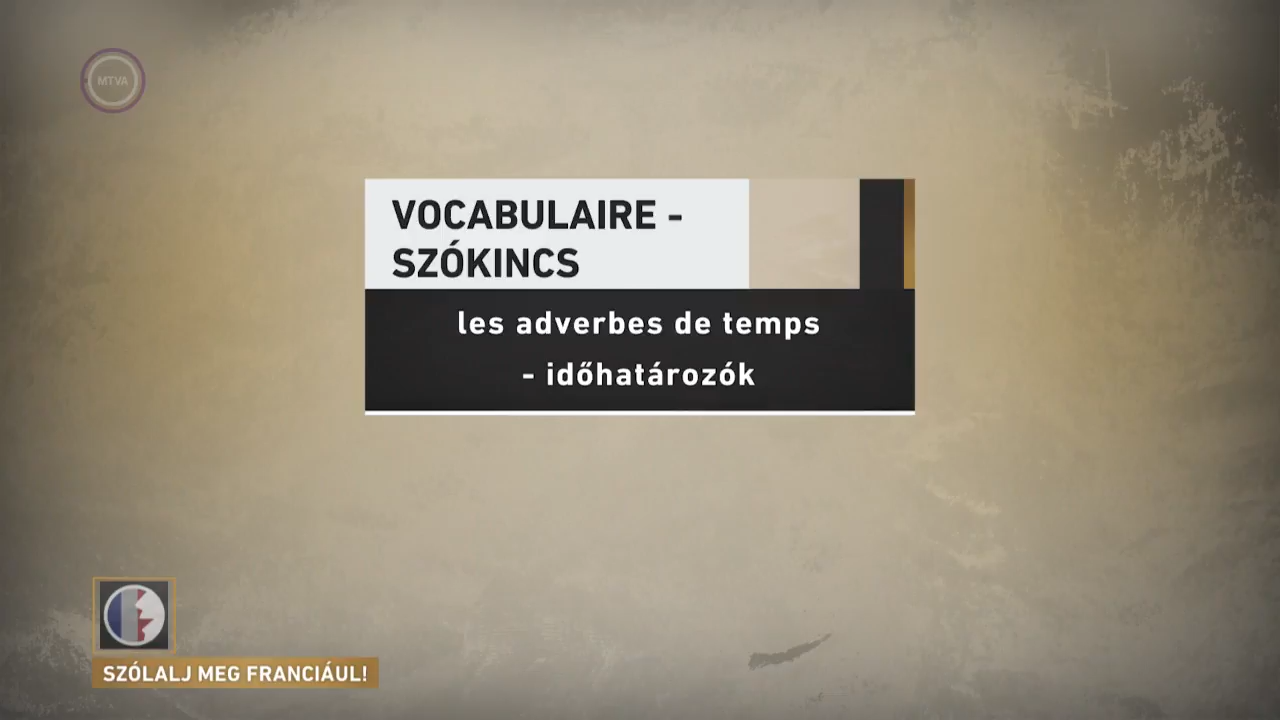 MTVA
VOCABULAIRE -
SZÓKINCS
les adverbes de temps
- időhatározók
SZÓLALJ MEG FRANCIÁUL!